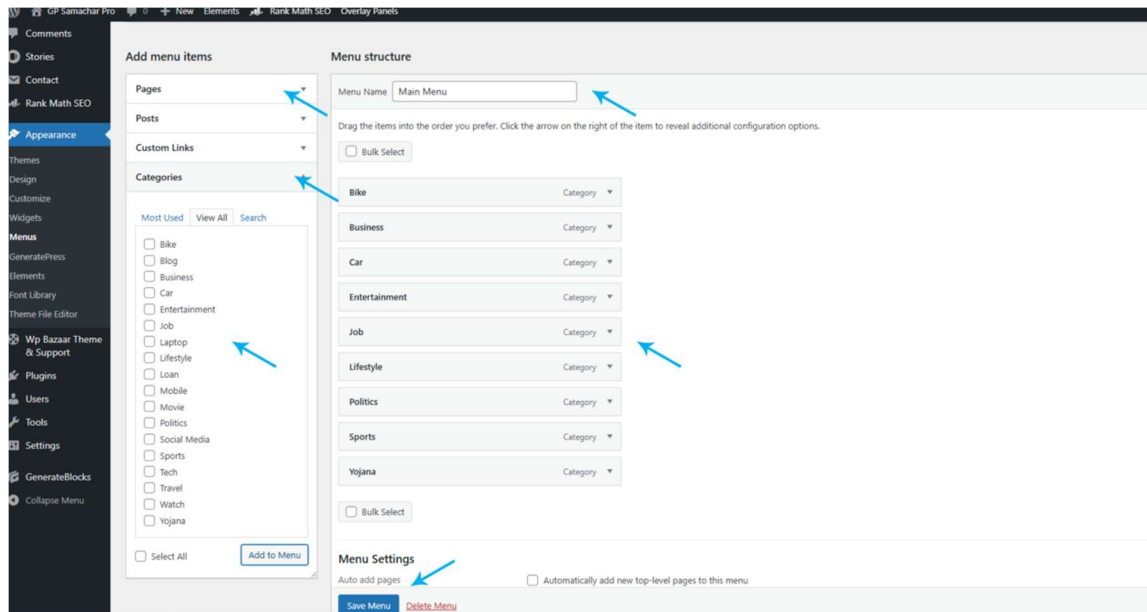 GP Samachar Pro 0 + New Elements Rank Math SEO Overlay Panels
Comments
Stories
Contact
Rank Math SEO
Appearance
Themes
Design
Customize
Widgets
Menus
GeneratePress
Elements
Font Library
Theme File Editor
Wp Bazaar Theme
& Support
Plugins
Users
Tools
Settings
GenerateBlocks
Collapse Menu
Add menu items
Pages
Posts
Custom Links
Categories
Most Used View All Search
Bike
Blog
Business
Car
Entertainment
Job
Laptop
Lifestyle
Loan
Mobile
Movie
Politics
Social Media
Sports
Tech
Travel
Watch
Yojana
Select All Add to Menu
Menu structure
Menu Name Main Menu
Drag the items into the order you prefer. Click the arrow on the right of the item to reveal additional configuration options.
Bulk Select
Bike Category
Business Category
Car Category
Entertainment Category
Job Category
Lifestyle Category
Politics Category
Sports Category
Yojana Category
Bulk Select
Menu Settings
Auto add pages Automatically add new top-level pages to this menu
Save Menu Delete Menu